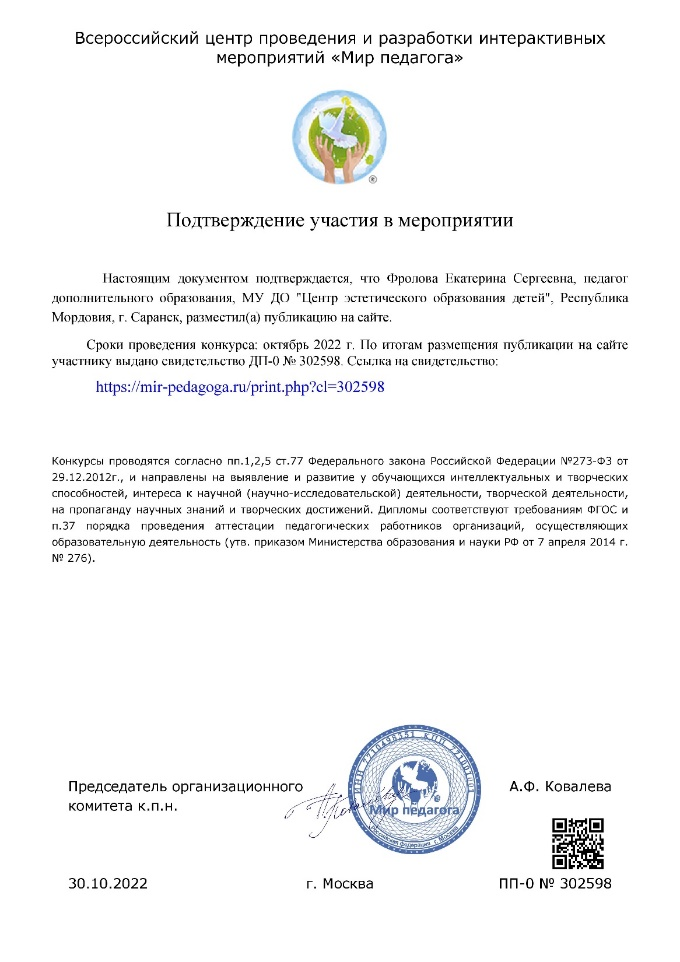 Всероссийский центр проведения и разработки интерактивных
мероприятий «Мир педагога»
®
Подтверждение участия в мероприятии
Настоящим документом подтверждается, что Фролова Екатерина Сергеевна, педагог
дополнительного образования, МУ ДО "Центр эстетического образования детей", Республика
Мордовия, г. Саранск, разместил(а) публикацию на сайте.
Сроки проведения конкурса: октябрь 2022 г. По итогам размещения публикации на сайте
участнику выдано свидетельство ДП-0 № 302598. Ссылка на свидетельство:
https://mir-pedagoga.ru/print.php?cl=302598
Конкурсы проводятся согласно пп.1,2,5 ст.77 Федерального закона Российской Федерации №273-ФЗ от
29.12.2012г., и направлены на выявление и развитие у обучающихся интеллектуальных и творческих
способностей, интереса к научной (научно-исследовательской) деятельности, творческой деятельности,
на пропаганду научных знаний и творческих достижений. Дипломы соответствуют требованиям ФГОС и
п.37 порядка проведения аттестации педагогических работников организаций, осуществляющих
образовательную деятельность (утв. приказом Министерства образования и науки РФ от 7 апреля 2014 г.
№ 276).
Председатель организационного
комитета к.п.н.
Мир педагога
А.Ф. Ковалева
30.10.2022
г. Москва
ПП-0 № 302598